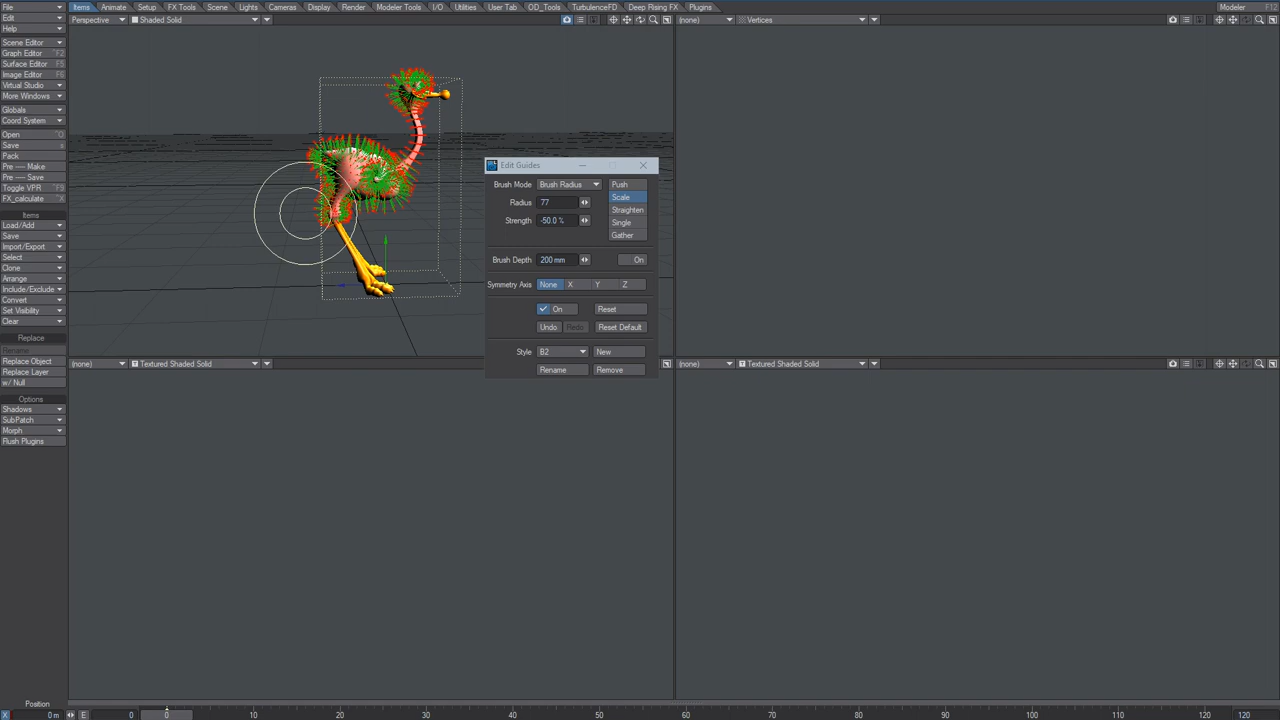 File Items Animate Setup FX Tools Scene Lights Cameras Display Render Modeler Tools I/O Utilities User Tab OD_Tools TurbulenceFD Deep Rising FX Plugins Modeler F12
Edit Perspective Shaded Solid (none) Vertices
Help
Scene Editor
Graph Editor ^F2
Surface Editor F5
Image Editor F6
Virtual Studio
More Windows
Globals
Coord System
Open ^O
Save s
Pack
Pre ---- Make
Pre ---- Save
Toggle VPR
FX_calculate
Items
Load/Add
Save
Import/Export
Select
Clone
Arrange
Include/Exclude
Convert
Set Visibility
Clear
Replace
Rename
Replace Object
Replace Layer
w/ Null
Options
Shadows
SubPatch
Morph
Flush Plugins
Edit Guides
Brush Mode Brush Radius Push
Scale
Radius 77 Straighten
Strength -50.0 % Single
Gather
Brush Depth 200 mm On
Symmetry Axis None X Y Z
On Reset
Undo Redo Reset Default
Style B2 New
Rename Remove
(none) Textured Shaded Solid (none) Textured Shaded Solid
Position
X 0 m E 0 0 10 20 30 40 50 60 70 80 90 100 110 120 120